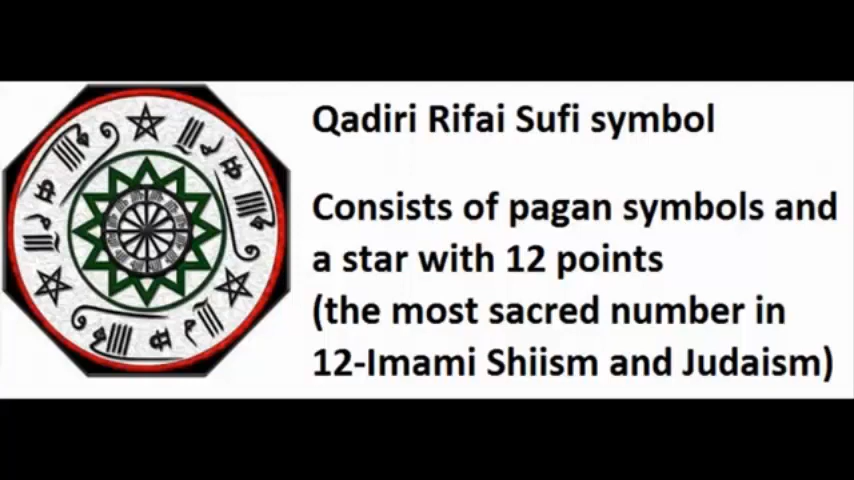 Qadiri Rifai Sufi symbol
Consists of pagan symbols and
a star with 12 points
(the most sacred number in
12-Imami Shiism and Judaism)